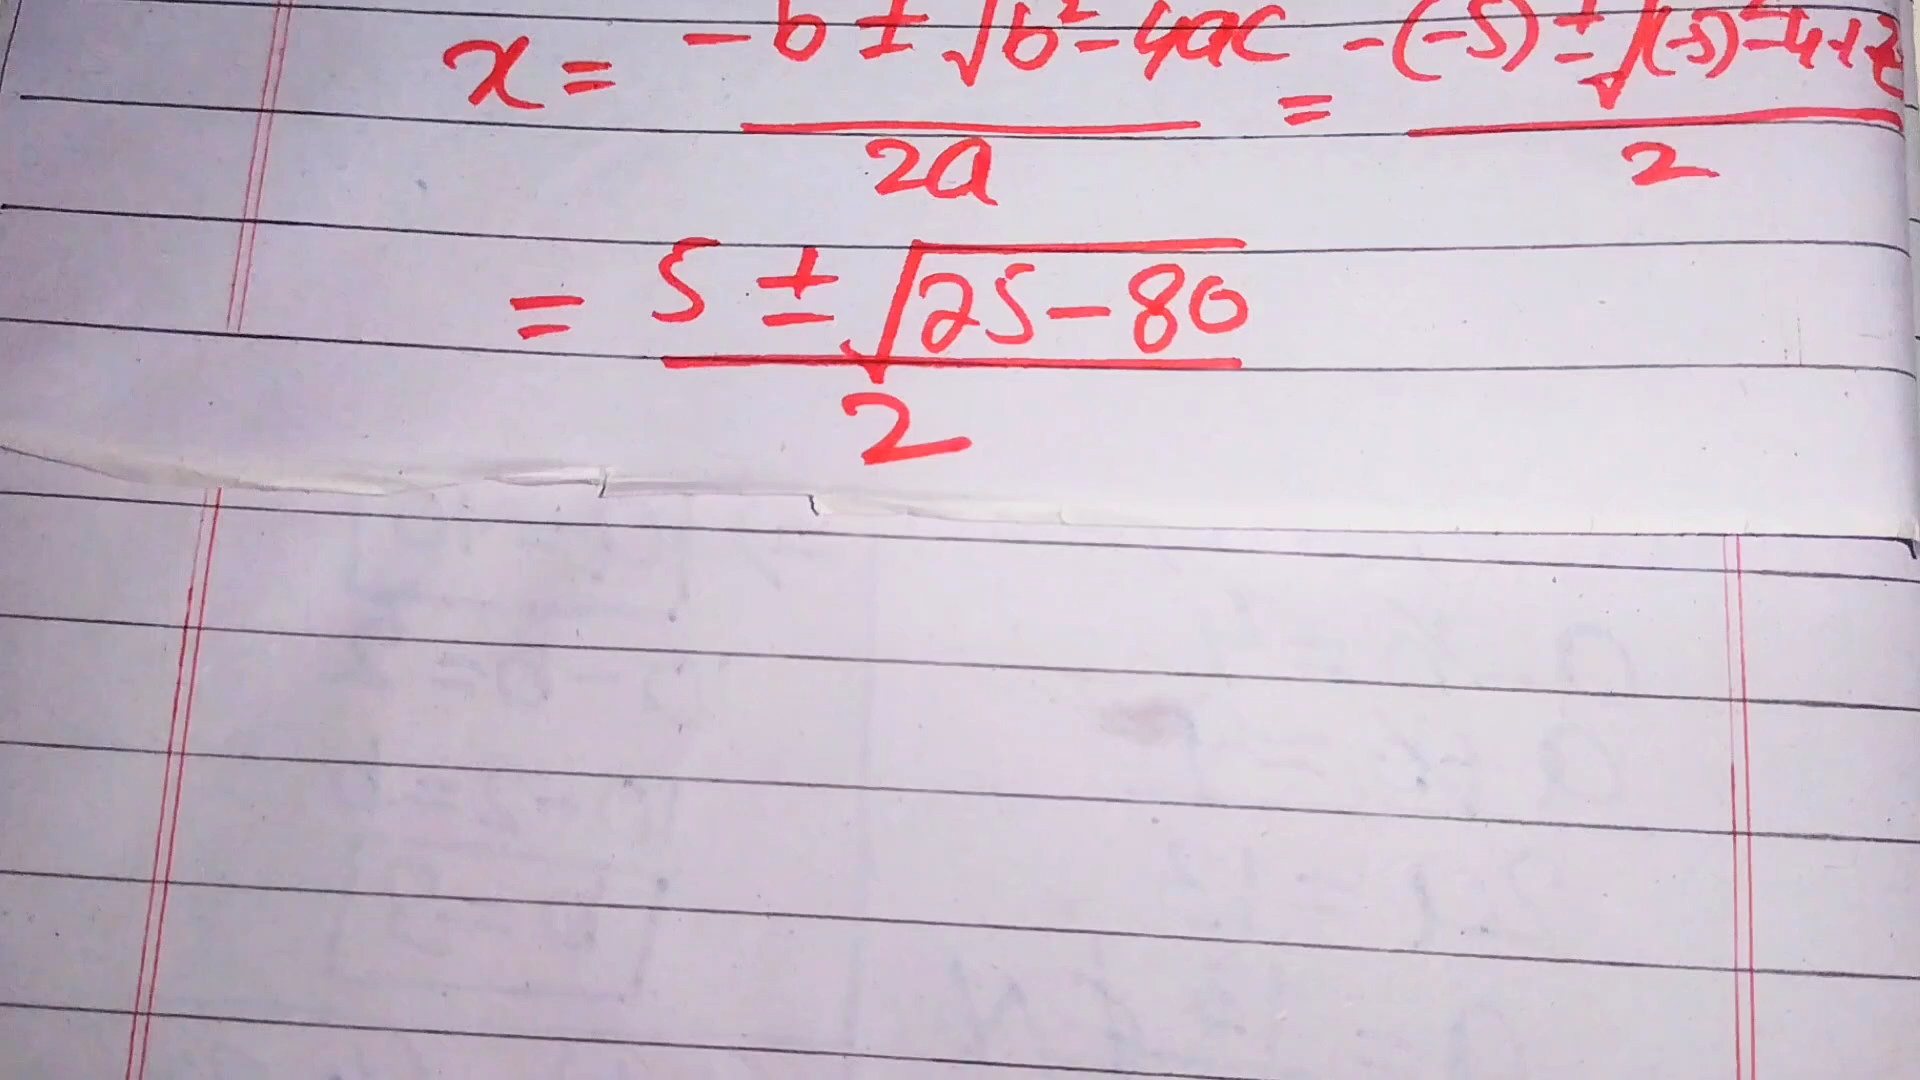 x = -b ± √b²-4ac / 2a = -(-5) ± √(-5)²-4×1× / 2
= 5 ± √25-80 / 2